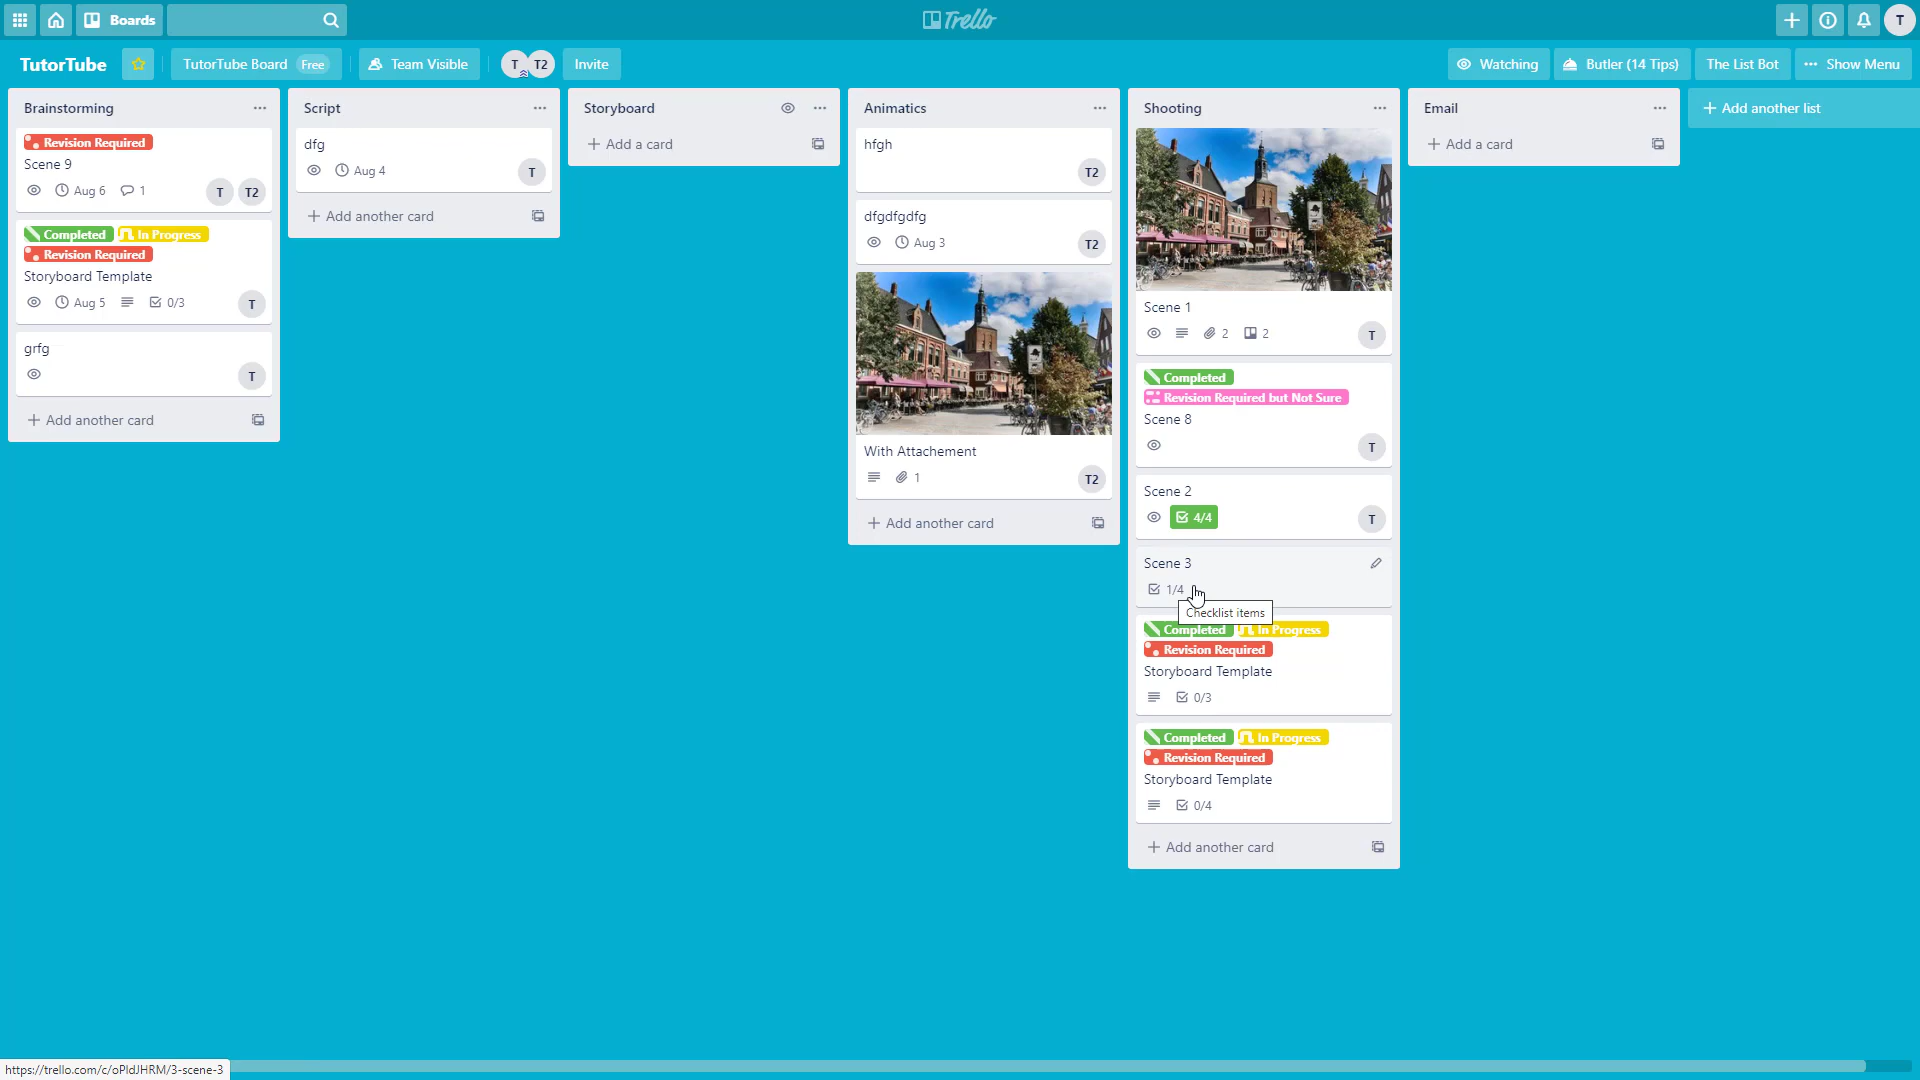 Boards
Trello
T
TutorTube
TutorTube Board Free
Team Visible
T
T2
Invite
Watching
Butler (14 Tips)
The List Bot
Show Menu
Brainstorming
Revision Required
Scene 9
Aug 6
1
T
T2
Completed
In Progress
Revision Required
Storyboard Template
Aug 5
0/3
T
grfg
T
Add another card
Script
dfg
Aug 4
T
Add another card
Storyboard
Add a card
Animatics
hfgh
T2
dfgdfgdfg
Aug 3
T2
With Attachement
1
T2
Add another card
Shooting
Scene 1
2
2
T
Completed
Revision Required but Not Sure
Scene 8
T
Scene 2
4/4
T
Scene 3
1/4
Checklist items
Completed
In Progress
Revision Required
Storyboard Template
0/3
Completed
In Progress
Revision Required
Storyboard Template
0/4
Add another card
Email
Add a card
Add another list
https://trello.com/c/oPldJHRM/3-scene-3